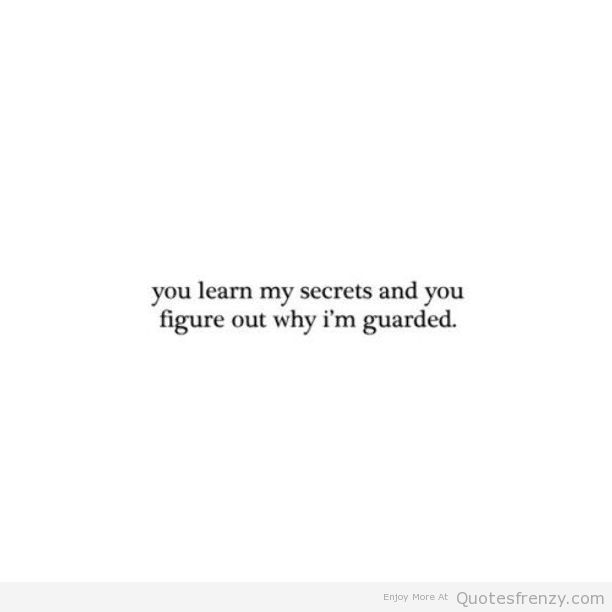 you learn my secrets and you
figure out why i'm guarded.
Enjoy More At Quotesfrenzy.com